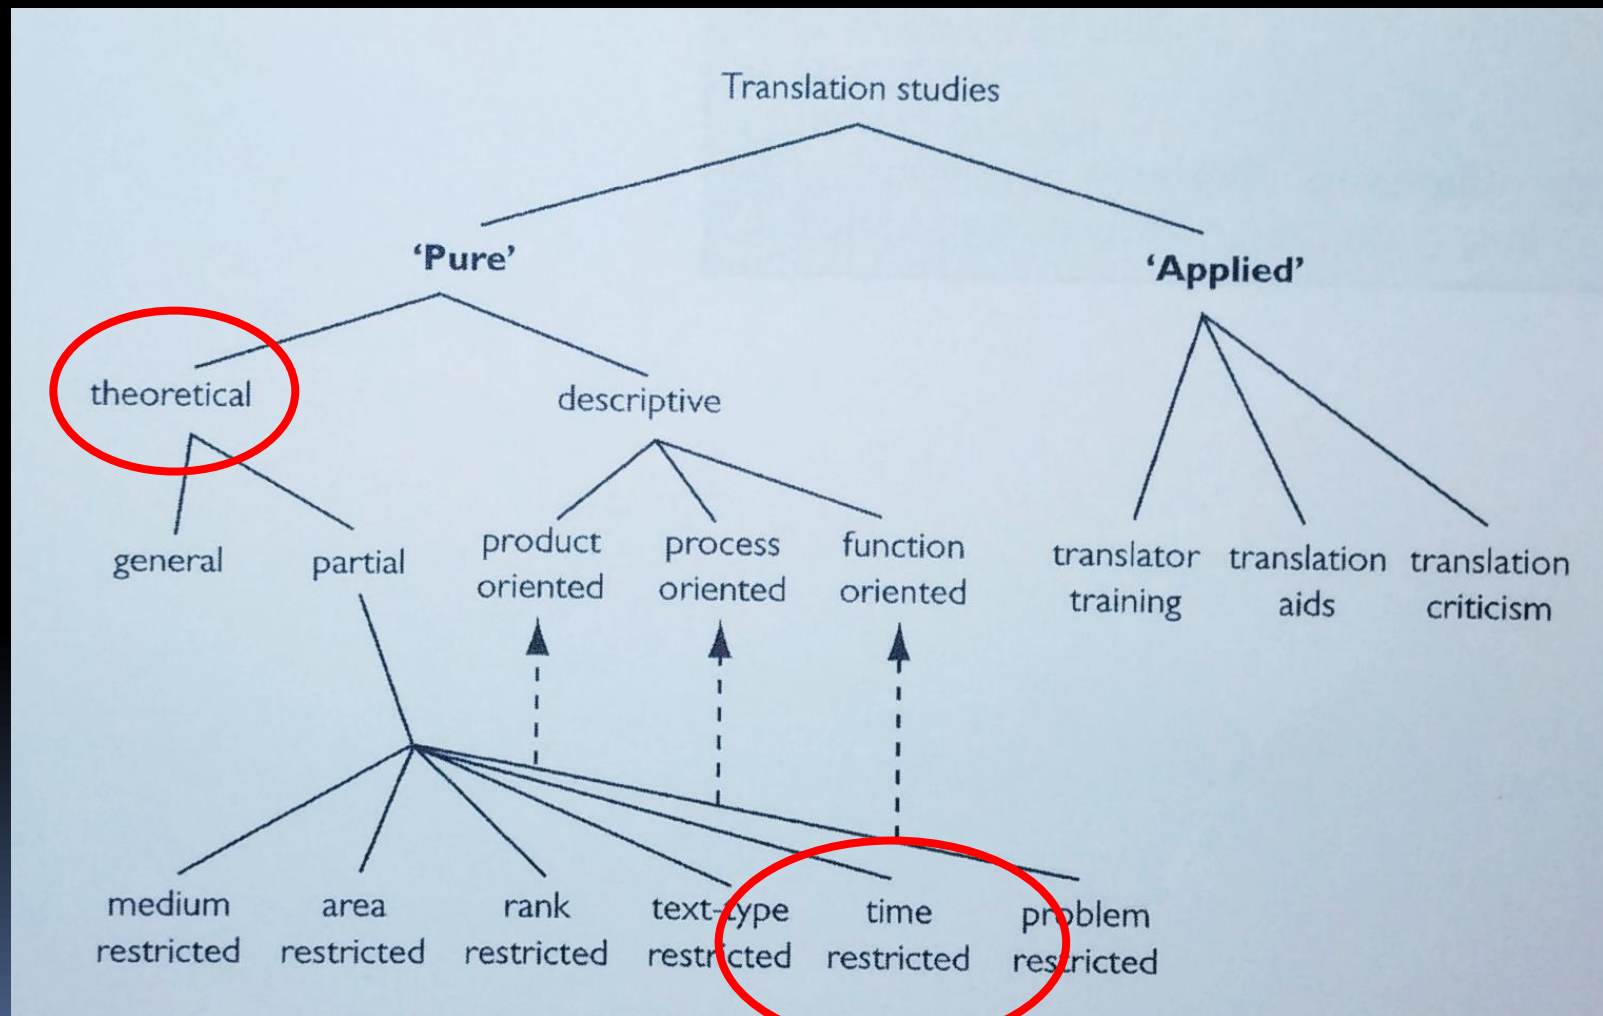 Translation studies
‘Pure’
‘Applied’
theoretical
descriptive
general
partial
product
oriented
process
oriented
function
oriented
translator
training
translation
aids
translation
criticism
medium
restricted
area
restricted
rank
restricted
text-type
restricted
time
restricted
problem
restricted